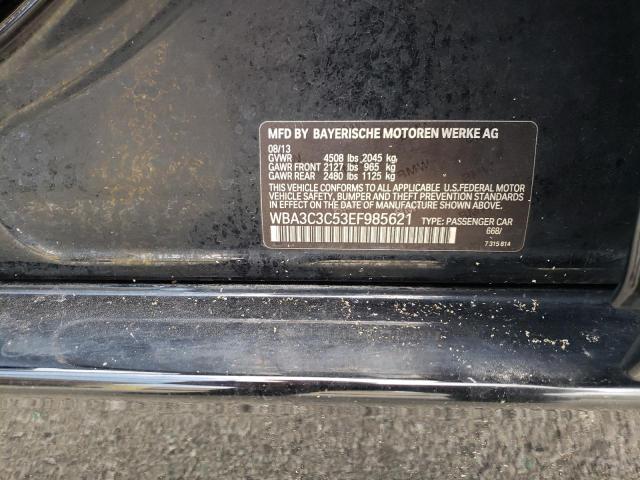 MFD BY BAYERISCHE MOTOREN WERKE AG
08/13
GVWR 4508 lbs 2045 kg
GAWR FRONT 2127 lbs 965 kg
GAWR REAR 2480 lbs 1125 kg
THIS VEHICLE CONFORMS TO ALL APPLICABLE U.S.FEDERAL MOTOR
VEHICLE SAFETY, BUMPER AND THEFT PREVENTION STANDARDS
IN EFFECT ON THE DATE OF MANUFACTURE SHOWN ABOVE.
WBA3C3C53EF985621 TYPE: PASSENGER CAR
668/
7 315 814